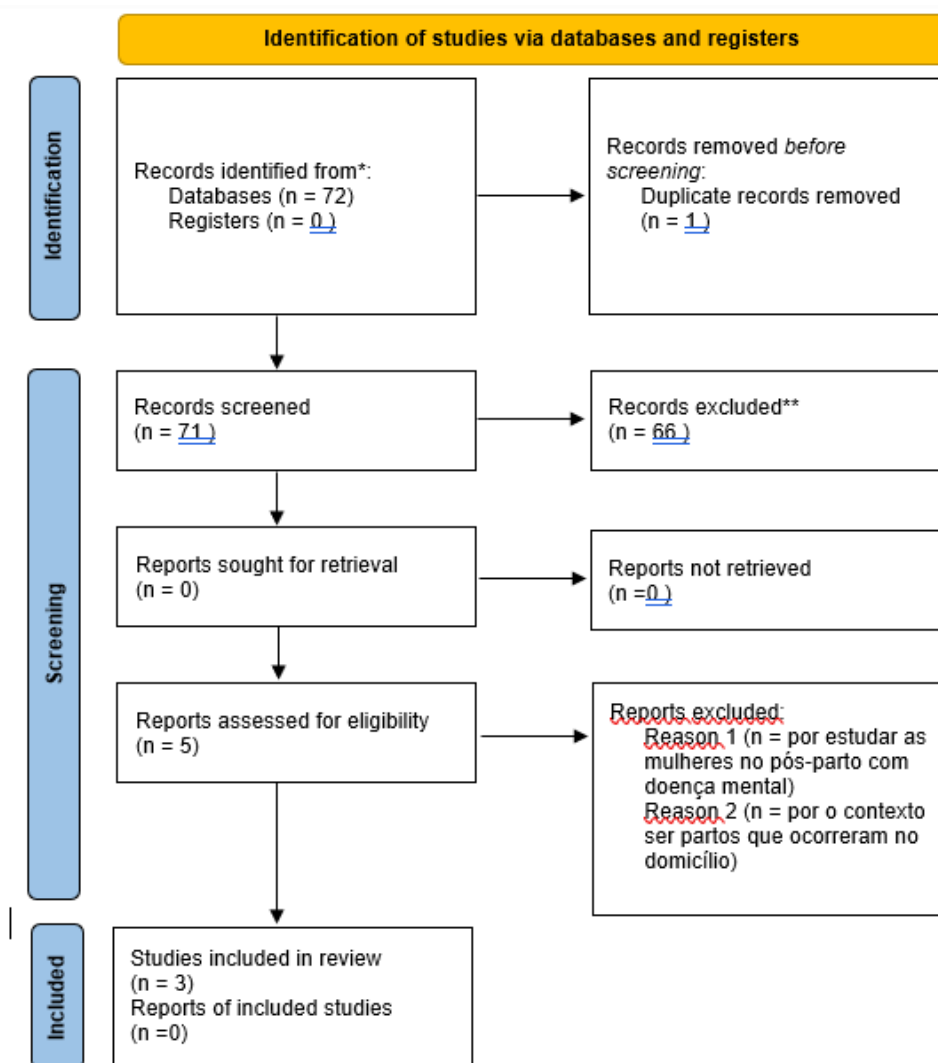 Identification of studies via databases and registers
Identification
Records identified from*:
Databases (n = 72)
Registers (n = 0 )
Records removed before
screening:
Duplicate records removed
(n = 1 )
Screening
Records screened
(n = 71 )
Records excluded**
(n = 66 )
Reports sought for retrieval
(n = 0)
Reports not retrieved
(n =0 )
Reports assessed for eligibility
(n = 5)
Reports excluded:
Reason 1 (n = por estudar as
mulheres no pós-parto com
doença mental)
Reason 2 (n = por o contexto
ser partos que ocorreram no
domicílio)
Included
Studies included in review
(n = 3)
Reports of included studies
(n =0)